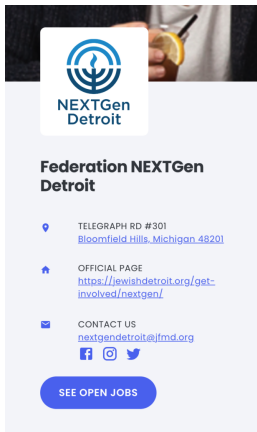 NEXTGen
Detroit
Federation NEXTGen
Detroit
TELEGRAPH RD #301
Bloomfield Hills, Michigan 48201
OFFICIAL PAGE
https://jewishdetroit.org/get-
involved/nextgen/
CONTACT US
nextgendetroit@jfmd.org
SEE OPEN JOBS